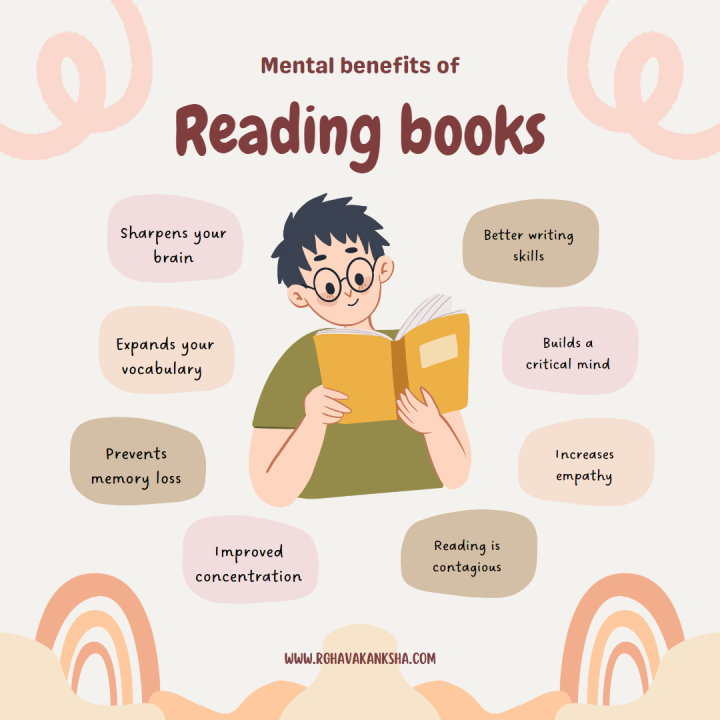 Mental benefits of
Reading books
Sharpens your
brain
Expands your
vocabulary
Prevents
memory loss
Improved
concentration
Better writing
skills
Builds a
critical mind
Increases
empathy
Reading is
contagious
WWW.RGHAVAKANKSHA.COM